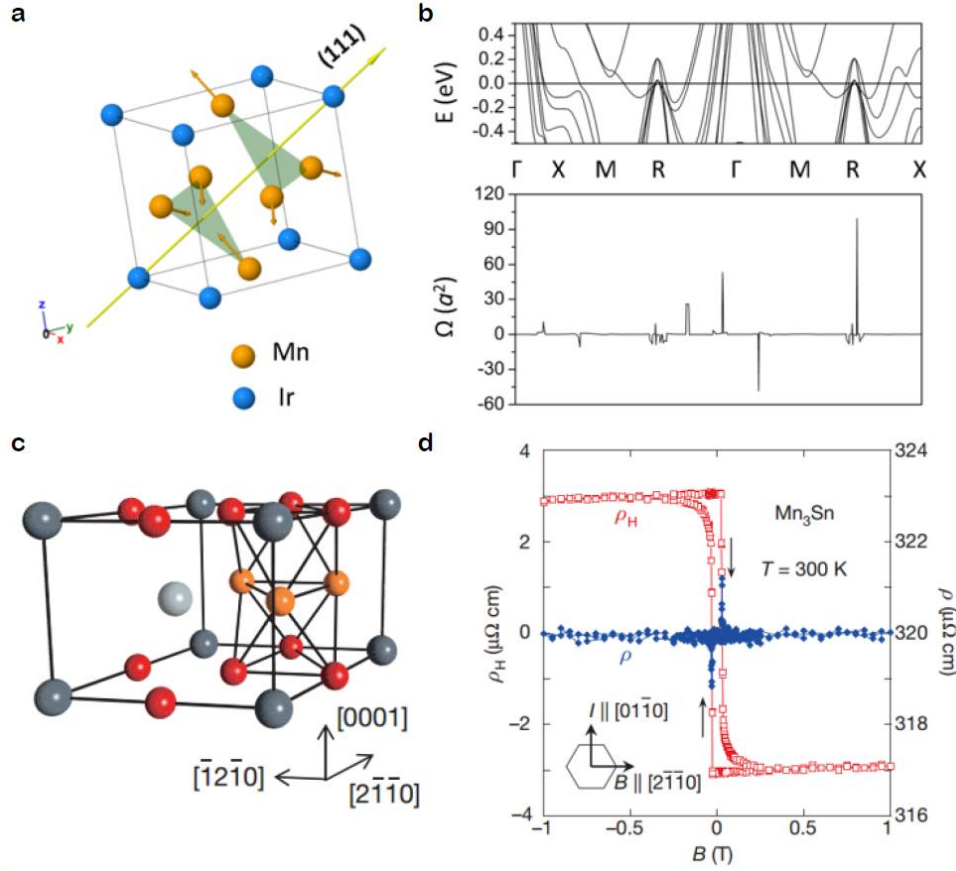 a
(111)
z
y
0
x
Mn
Ir
b
E (eV)
0.4
0.2
0.0
-0.2
-0.4
Γ X M R Γ M R X
Ω (a²)
120
90
60
30
0
-30
-60
c
[0001]
[1̄21̄0]
[21̄1̄0]
d
4
2
0
−2
−4
ρH (μΩ cm)
324
322
320
318
316
ρ (μΩ cm)
ρH
Mn₃Sn
T = 300 K
ρ
I || [011̄0]
B || [21̄1̄0]
−1 −0.5 0 0.5 1
B (T)